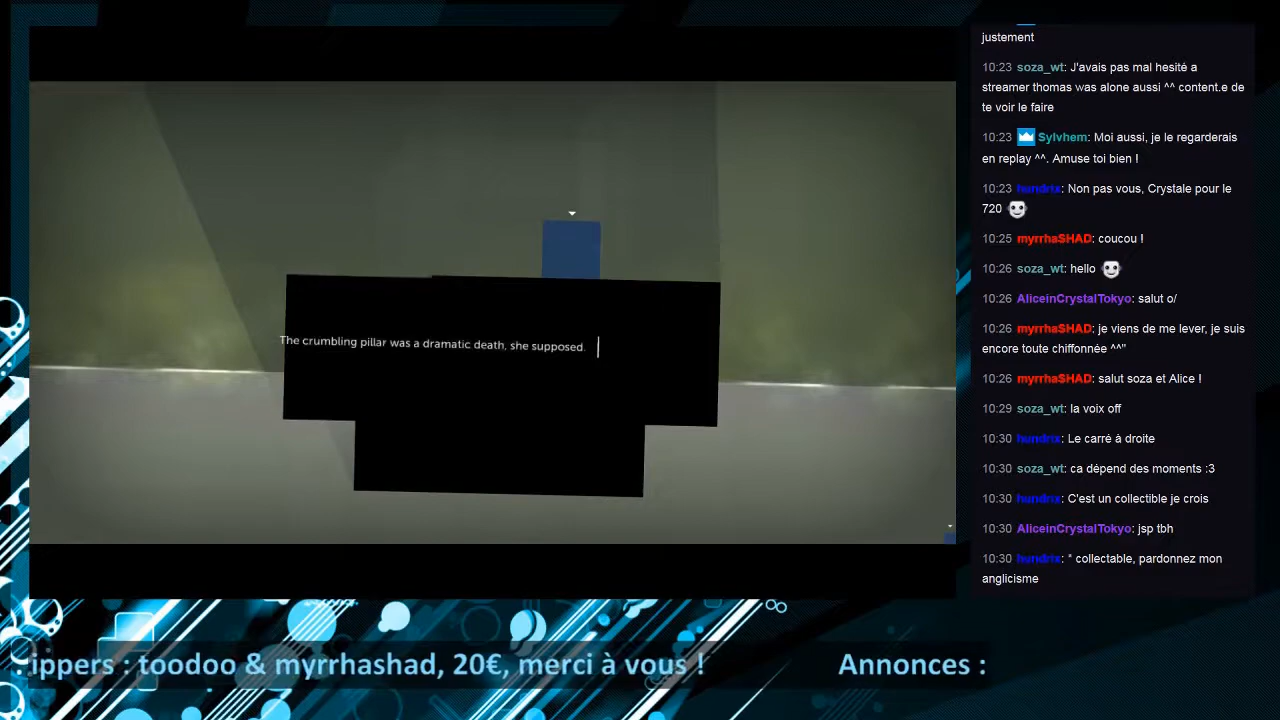 The crumbling pillar was a dramatic death, she supposed.
justement
10:23 soza_wt: J'avais pas mal hesité a
streamer thomas was alone aussi ^^ content.e de
te voir le faire
10:23 Sylvhem: Moi aussi, je le regarderais
en replay ^^. Amuse toi bien !
10:23 hundrix: Non pas vous, Crystale pour le
720
10:25 myrrhaSHAD: coucou !
10:26 soza_wt: hello
10:26 AliceinCrystalTokyo: salut o/
10:26 myrrhaSHAD: je viens de me lever, je suis
encore toute chiffonnée ^^"
10:26 myrrhaSHAD: salut soza et Alice !
10:29 soza_wt: la voix off
10:30 hundrix: Le carré à droite
10:30 soza_wt: ca dépend des moments :3
10:30 hundrix: C'est un collectible je crois
10:30 AliceinCrystalTokyo: jsp tbh
10:30 hundrix: * collectable, pardonnez mon
anglicisme
ippers : toodoo & myrrhashad, 20€, merci à vous ! Annonces :